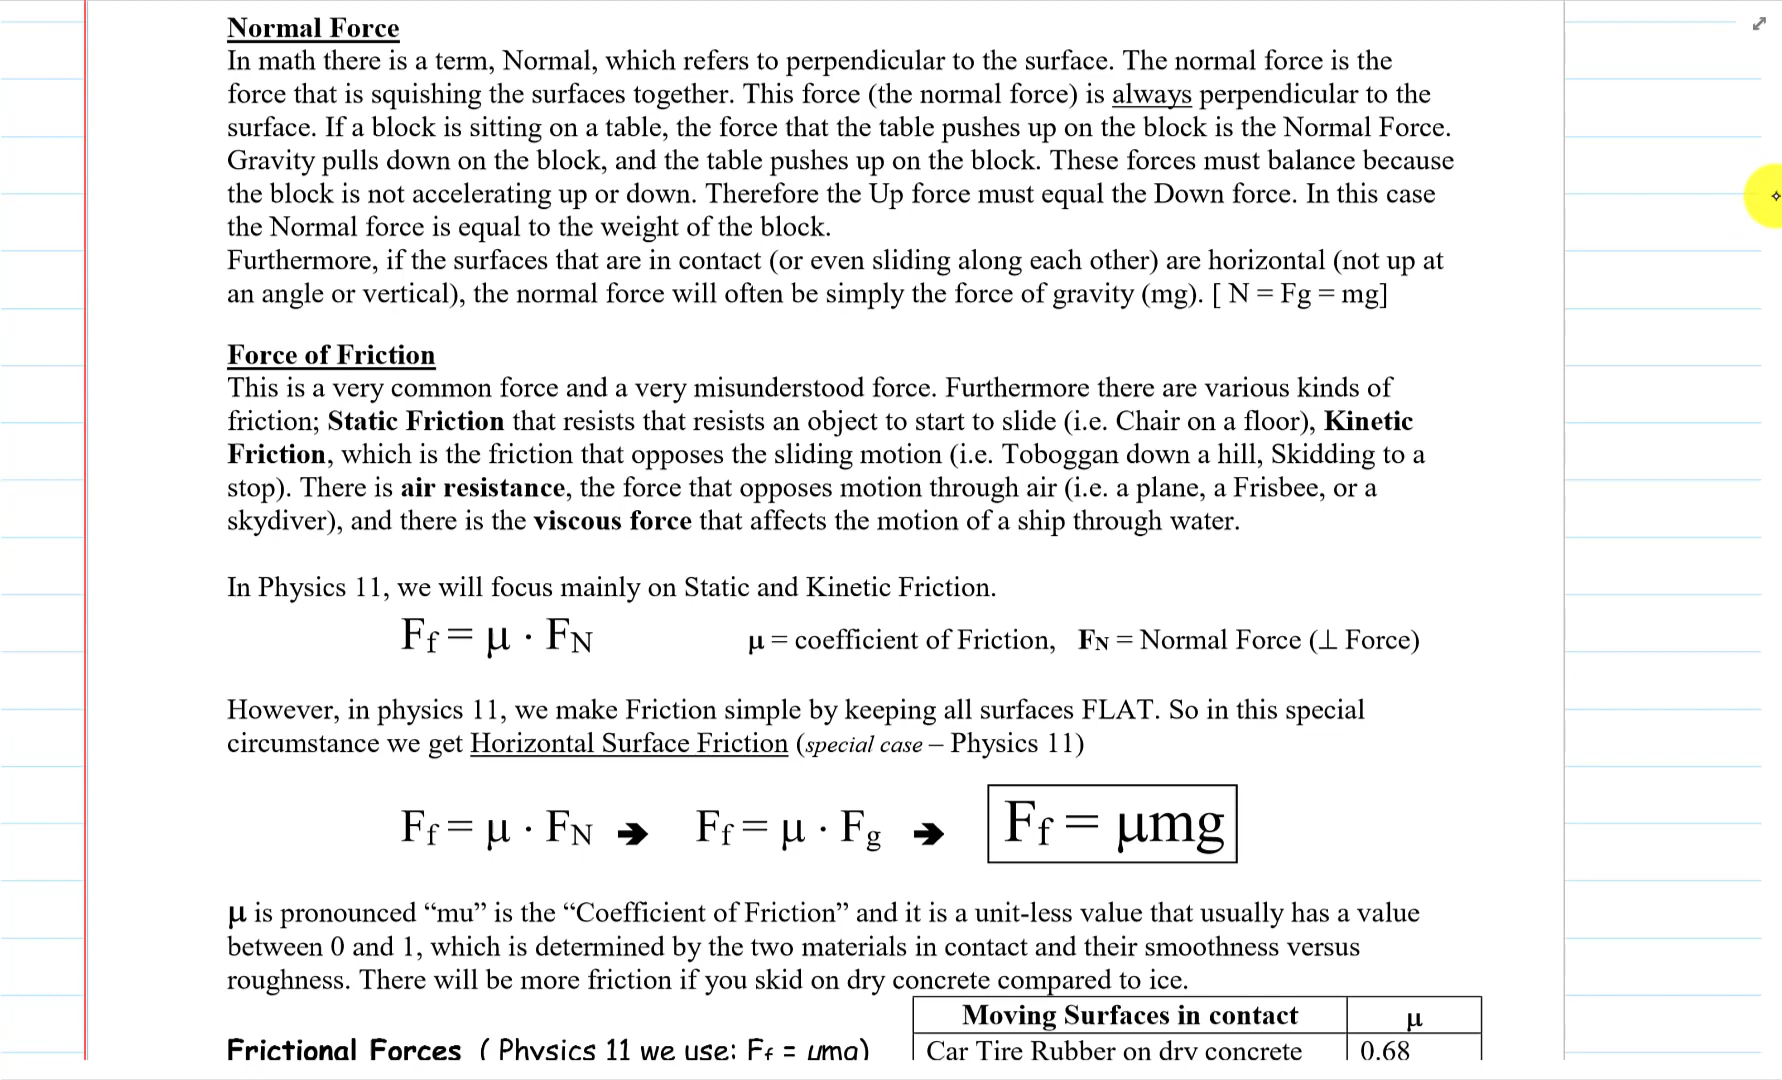 Normal Force
In math there is a term, Normal, which refers to perpendicular to the surface. The normal force is the
force that is squishing the surfaces together. This force (the normal force) is always perpendicular to the
surface. If a block is sitting on a table, the force that the table pushes up on the block is the Normal Force.
Gravity pulls down on the block, and the table pushes up on the block. These forces must balance because
the block is not accelerating up or down. Therefore the Up force must equal the Down force. In this case
the Normal force is equal to the weight of the block.
Furthermore, if the surfaces that are in contact (or even sliding along each other) are horizontal (not up at
an angle or vertical), the normal force will often be simply the force of gravity (mg). [ N = Fg = mg]
Force of Friction
This is a very common force and a very misunderstood force. Furthermore there are various kinds of
friction; Static Friction that resists that resists an object to start to slide (i.e. Chair on a floor), Kinetic
Friction, which is the friction that opposes the sliding motion (i.e. Toboggan down a hill, Skidding to a
stop). There is air resistance, the force that opposes motion through air (i.e. a plane, a Frisbee, or a
skydiver), and there is the viscous force that affects the motion of a ship through water.
In Physics 11, we will focus mainly on Static and Kinetic Friction.
Ff = μ · FN μ = coefficient of Friction, FN = Normal Force (⊥ Force)
However, in physics 11, we make Friction simple by keeping all surfaces FLAT. So in this special
circumstance we get Horizontal Surface Friction (special case – Physics 11)
Ff = μ · FN ➔ Ff = μ · Fg ➔ Ff = μmg
μ is pronounced “mu” is the “Coefficient of Friction” and it is a unit-less value that usually has a value
between 0 and 1, which is determined by the two materials in contact and their smoothness versus
roughness. There will be more friction if you skid on dry concrete compared to ice.
Moving Surfaces in contact μ
Frictional Forces ( Physics 11 we use: Ff = μmg)
Car Tire Rubber on dry concrete 0.68